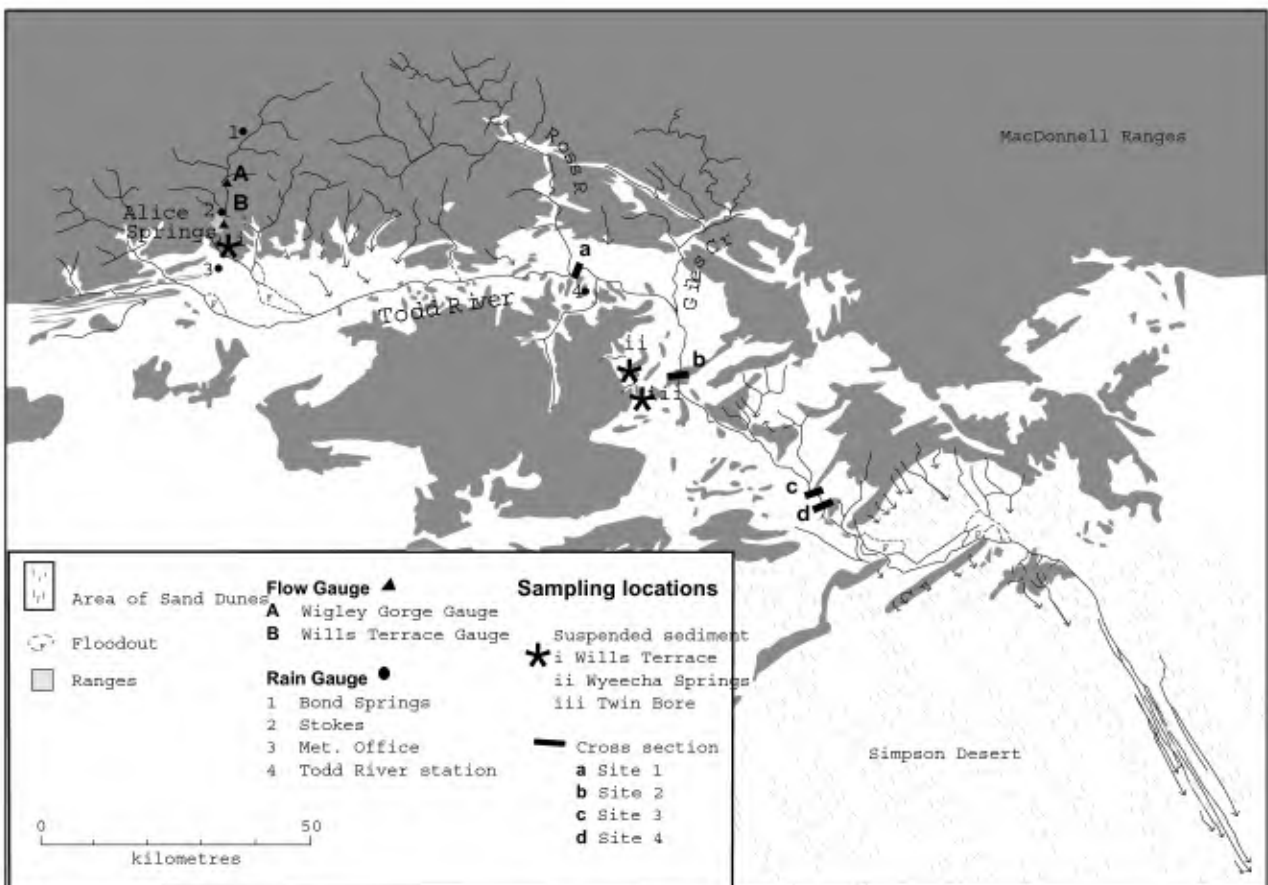 MacDonnell Ranges
Ross R
1
A
2 B
Alice
Springs
i
3
a
4
Giles Cr
Todd River
ii
b
iii
c
d
Simpson Desert
Area of Sand Dunes
Floodout
Ranges
Flow Gauge
A Wigley Gorge Gauge
B Wills Terrace Gauge
Rain Gauge
1 Bond Springs
2 Stokes
3 Met. Office
4 Todd River station
0 50
kilometres
Sampling locations
Suspended sediment
i Wills Terrace
ii Wyeecha Springs
iii Twin Bore
Cross section
a Site 1
b Site 2
c Site 3
d Site 4